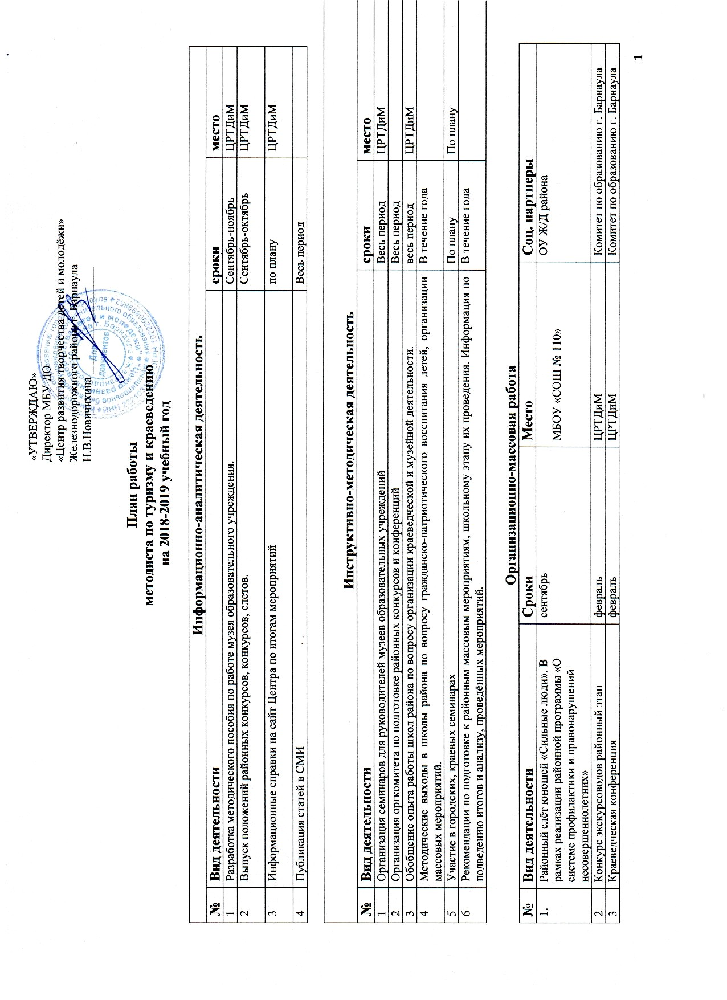 «УТВЕРЖДАЮ»
Директор МБУ ДО
«Центр развития творчества детей и молодёжи»
Железнодорожного района г. Барнаула
Н.В.Новичихина
План работы
методиста по туризму и краеведению
на 2018-2019 учебный год
Информационно-аналитическая деятельность
№ Вид деятельности сроки место
1 Разработка методического пособия по работе музея образовательного учреждения. Сентябрь-ноябрь ЦРТДиМ
2 Выпуск положений районных конкурсов, конкурсов, слетов. Сентябрь-октябрь ЦРТДиМ
3 Информационные справки на сайт Центра по итогам мероприятий по плану ЦРТДиМ
4 Публикация статей в СМИ Весь период
Инструктивно-методическая деятельность
№ Вид деятельности сроки место
1 Организация семинаров для руководителей музеев образовательных учреждений Весь период ЦРТДиМ
2 Организация оргкомитета по подготовке районных конкурсов и конференций Весь период
3 Обобщение опыта работы школ района по вопросу организации краеведческой и музейной деятельности. весь период ЦРТДиМ
4 Методические выходы в школы района по вопросу гражданско-патриотического восспитания детей, организации В течение года
массовых мероприятий.
5 Участие в городских, краевых семинарах По плану По плану
6 Рекомендации по подготовке к районным массовым мероприятиям, школьному этапу их проведения. Информация по В течение года
подведению итогов и анализу, проведённых мероприятий.
Организационно-массовая работа
№ Вид деятельности Сроки Место Соц. партнеры
1. Районный слёт юношей «Сильные люди». В сентябрь МБОУ «СОШ № 110» ОУ Ж/Д района
рамках реализации районной программы «О
системе профилактики и правонарушений
несовершеннолетних»
2 Конкурс экскурсоводов районный этап февраль ЦРТДиМ Комитет по образованию г. Барнаула
3 Краеведческая конференция февраль ЦРТДиМ Комитет по образованию г. Барнаула
1
Для
документов